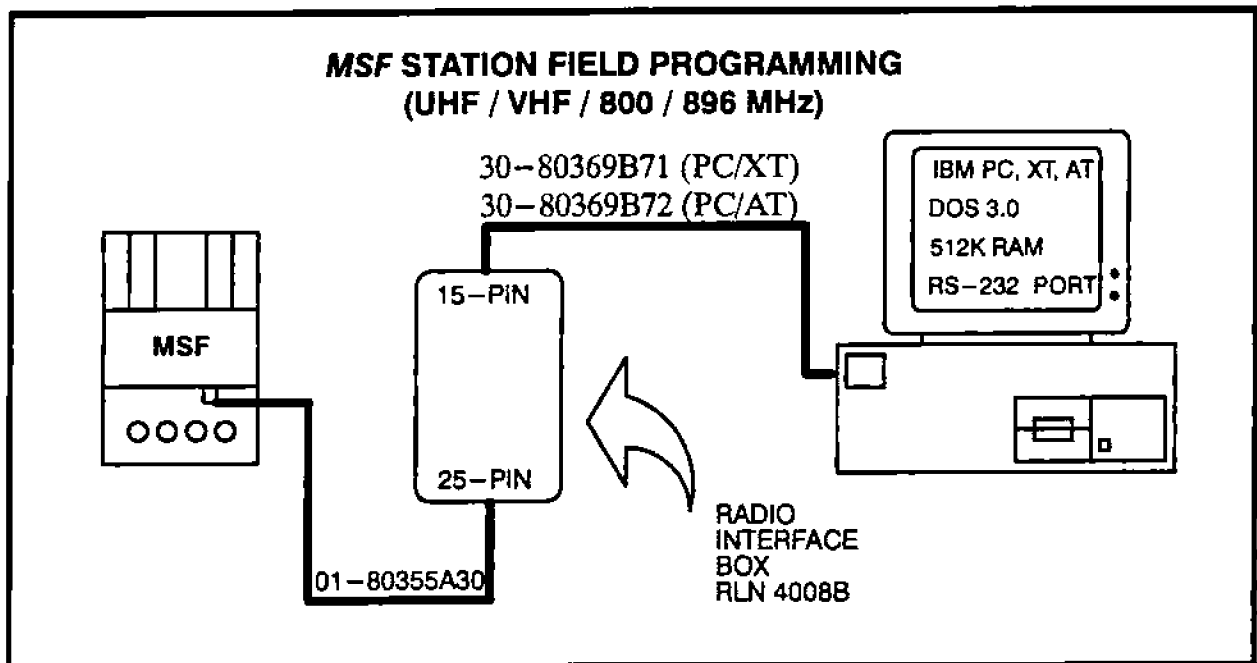 MSF STATION FIELD PROGRAMMING
(UHF / VHF / 800 / 896 MHz)
30-80369B71 (PC/XT)
30-80369B72 (PC/AT)
IBM PC, XT, AT
DOS 3.0
512K RAM
RS-232 PORT
15-PIN
MSF
25-PIN
01-80355A30
RADIO
INTERFACE
BOX
RLN 4008B